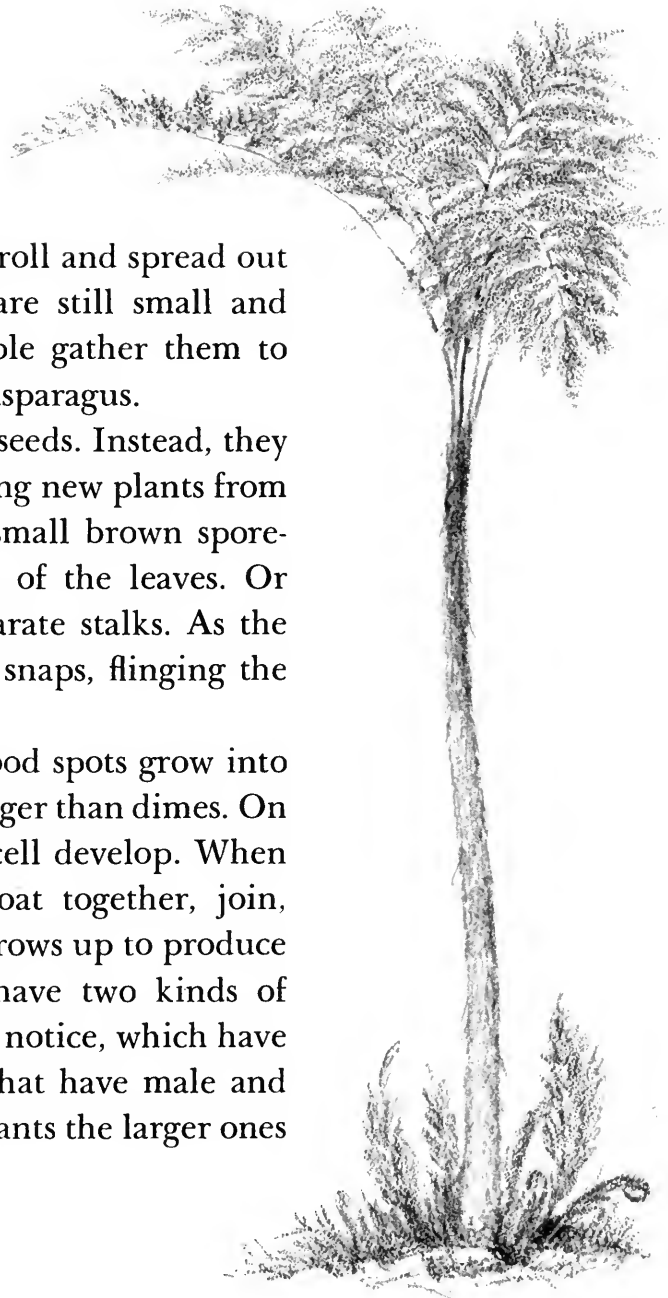 roll and spread out
are still small and
ple gather them to
sparagus.
seeds. Instead, they
ng new plants from
small brown spore-
of the leaves. Or
arate stalks. As the
snaps, flinging the
ood spots grow into
ger than dimes. On
cell develop. When
oat together, join,
rows up to produce
have two kinds of
notice, which have
hat have male and
ants the larger ones